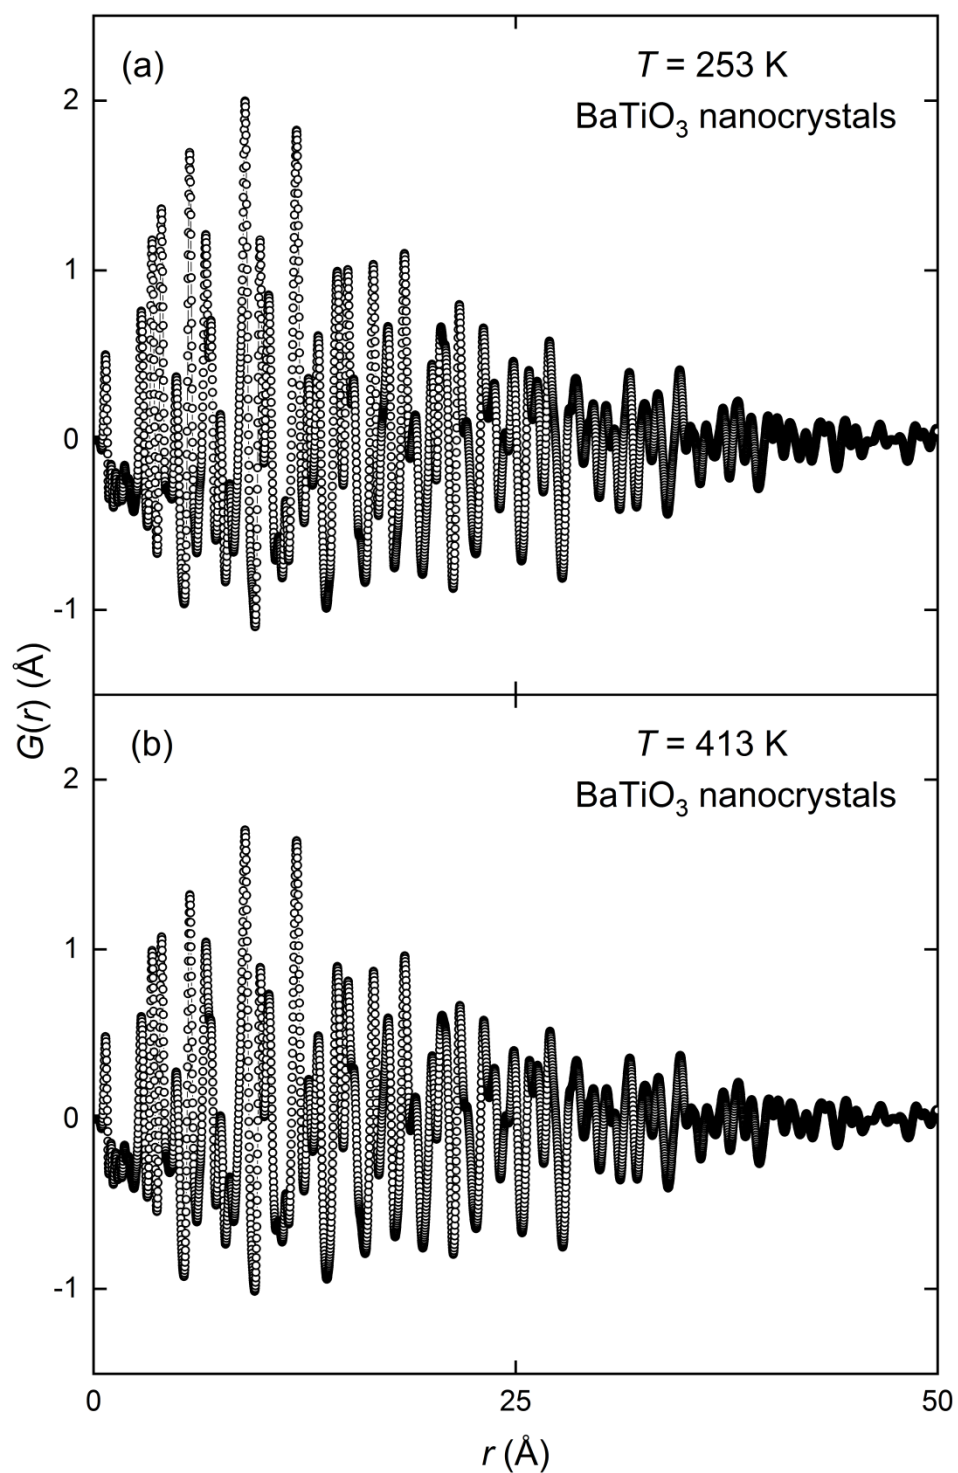 (a)
T = 253 K
BaTiO₃ nanocrystals
2
1
0
-1
G(r) (Å)
(b)
T = 413 K
BaTiO₃ nanocrystals
2
1
0
-1
0 25 50
r (Å)